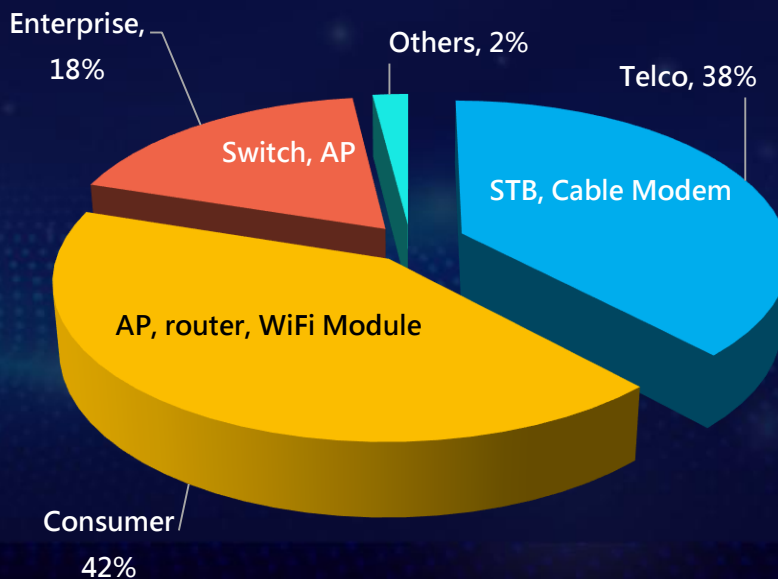 Enterprise,
18%
Others, 2%
Telco, 38%
Switch, AP
STB, Cable Modem
AP, router, WiFi Module
Consumer
42%